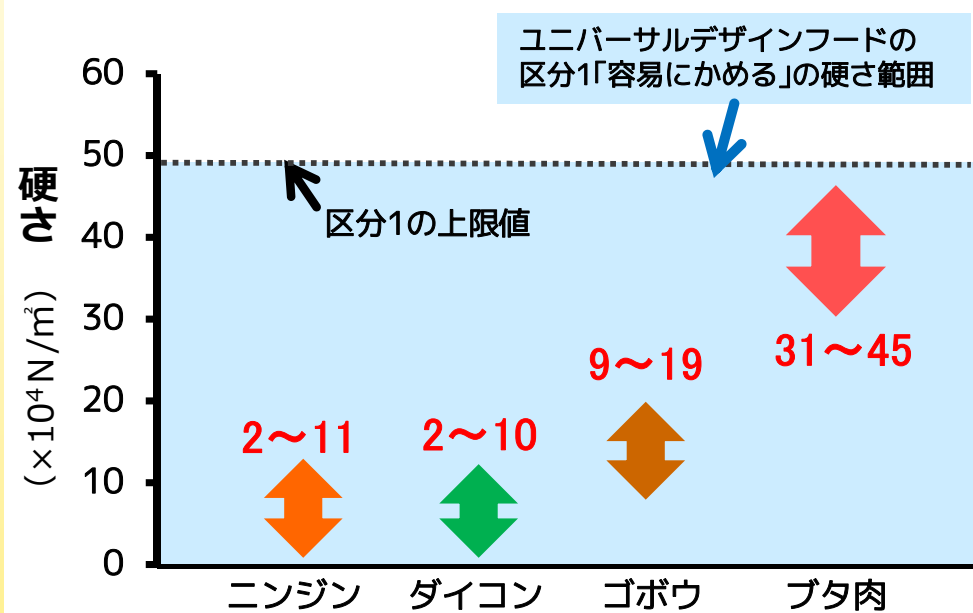 ユニバーサルデザインフードの
区分1「容易にかめる」の硬さ範囲
60
50
40
30
20
10
0
硬さ
(×10⁴N/㎡)
区分1の上限値
2～11
2～10
9～19
31～45
ニンジン
ダイコン
ゴボウ
ブタ肉